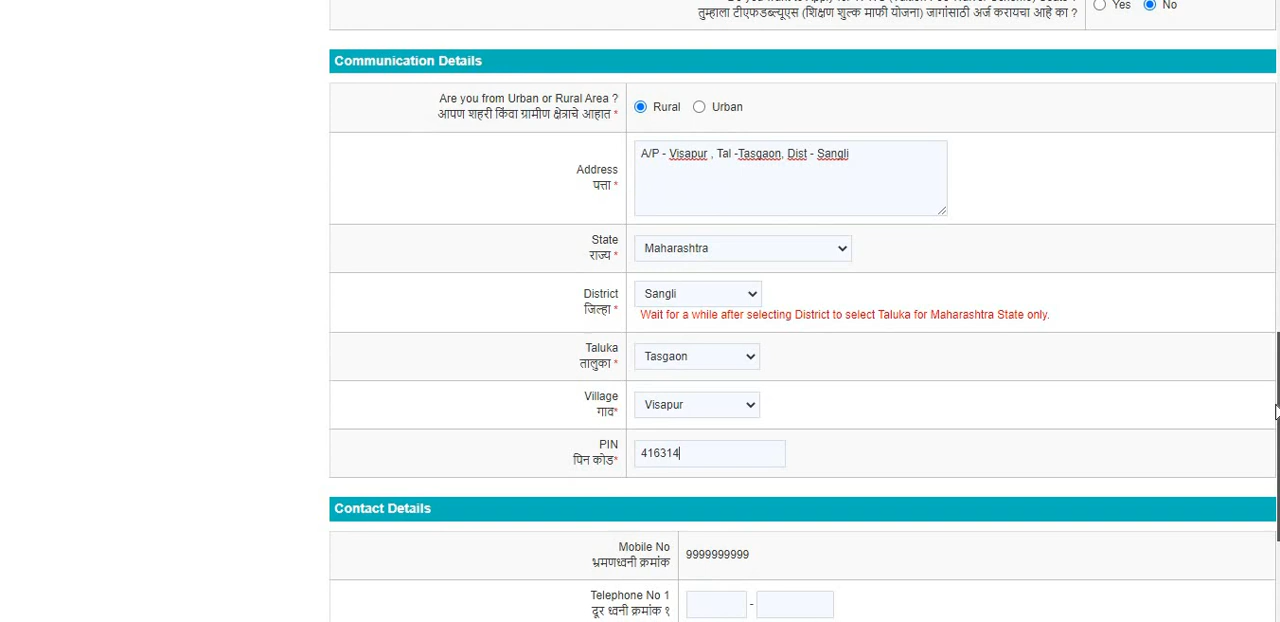 तुम्हाला टीएफडब्ल्यूएस (शिक्षण शुल्क माफी योजना) जागांसाठी अर्ज करायचा आहे का ?
Yes No
Communication Details
Are you from Urban or Rural Area ?
आपण शहरी किंवा ग्रामीण क्षेत्राचे आहात *
Rural Urban
Address
पत्ता *
A/P - Visapur , Tal -Tasgaon, Dist - Sangli
State
राज्य *
Maharashtra
District
जिल्हा *
Sangli
Wait for a while after selecting District to select Taluka for Maharashtra State only.
Taluka
तालुका *
Tasgaon
Village
गाव*
Visapur
PIN
पिन कोड*
416314
Contact Details
Mobile No
भ्रमणध्वनी क्रमांक
9999999999
Telephone No 1
दूर ध्वनी क्रमांक १
-